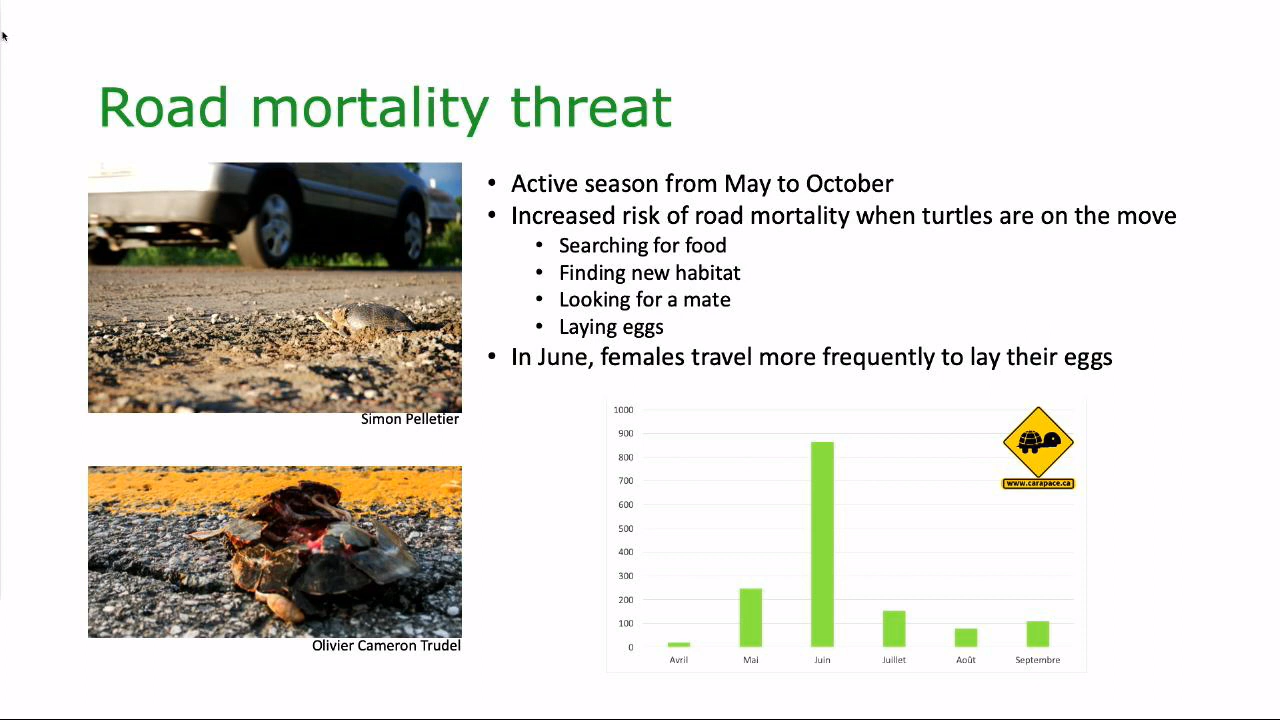 Road mortality threat
• Active season from May to October
• Increased risk of road mortality when turtles are on the move
• Searching for food
• Finding new habitat
• Looking for a mate
• Laying eggs
• In June, females travel more frequently to lay their eggs
Simon Pelletier
Olivier Cameron Trudel
1000
900
800
700
600
500
400
300
200
100
0
Avril Mai Juin Juillet Août Septembre
www.carapace.ca